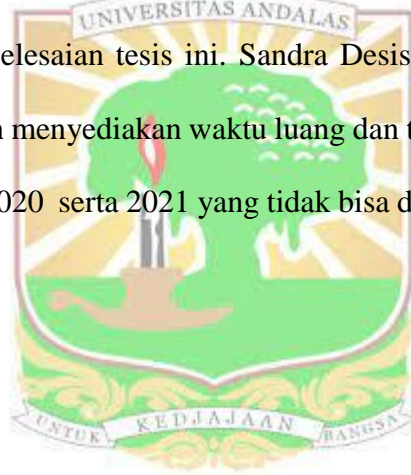 UNIVERSITAS ANDALAS
elesaian tesis ini. Sandra Desis
menyediakan waktu luang dan t
020 serta 2021 yang tidak bisa d
UNTUK KEDJAJAAN BANGSA